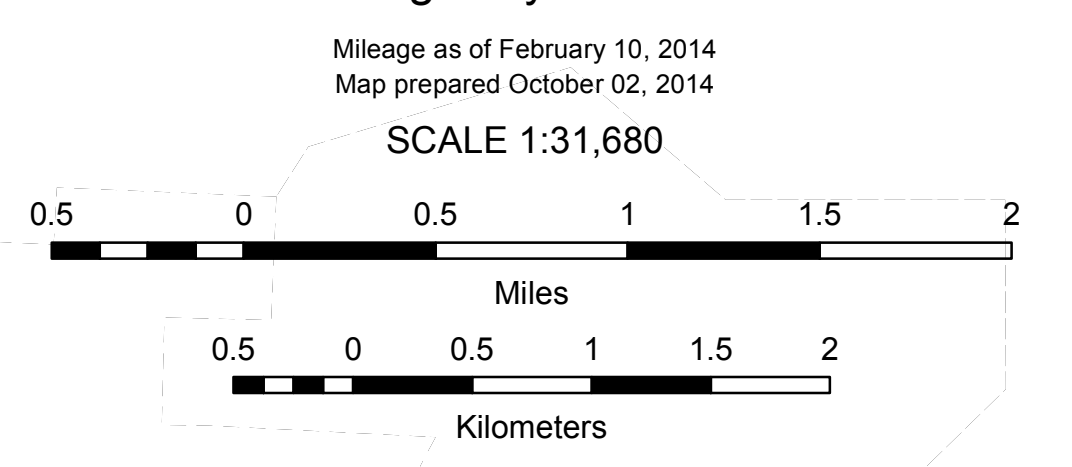 Mileage as of February 10, 2014
Map prepared October 02, 2014
SCALE 1:31,680
0.5 0 0.5 1 1.5 2
Miles
0.5 0 0.5 1 1.5 2
Kilometers